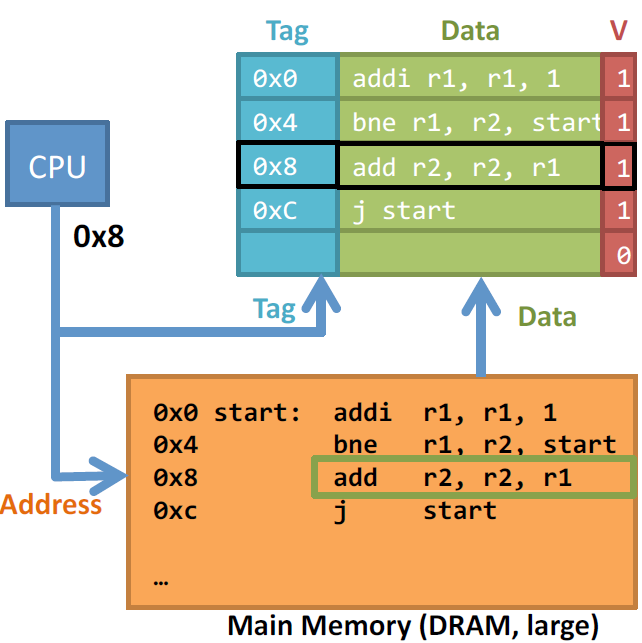 Tag Data V
0x0 addi r1, r1, 1 1
0x4 bne r1, r2, start 1
0x8 add r2, r2, r1 1
0xC j start 1
0
CPU
0x8
Tag
Data
0x0 start: addi r1, r1, 1
0x4 bne r1, r2, start
0x8 add r2, r2, r1
0xc j start
…
Address
Main Memory (DRAM, large)